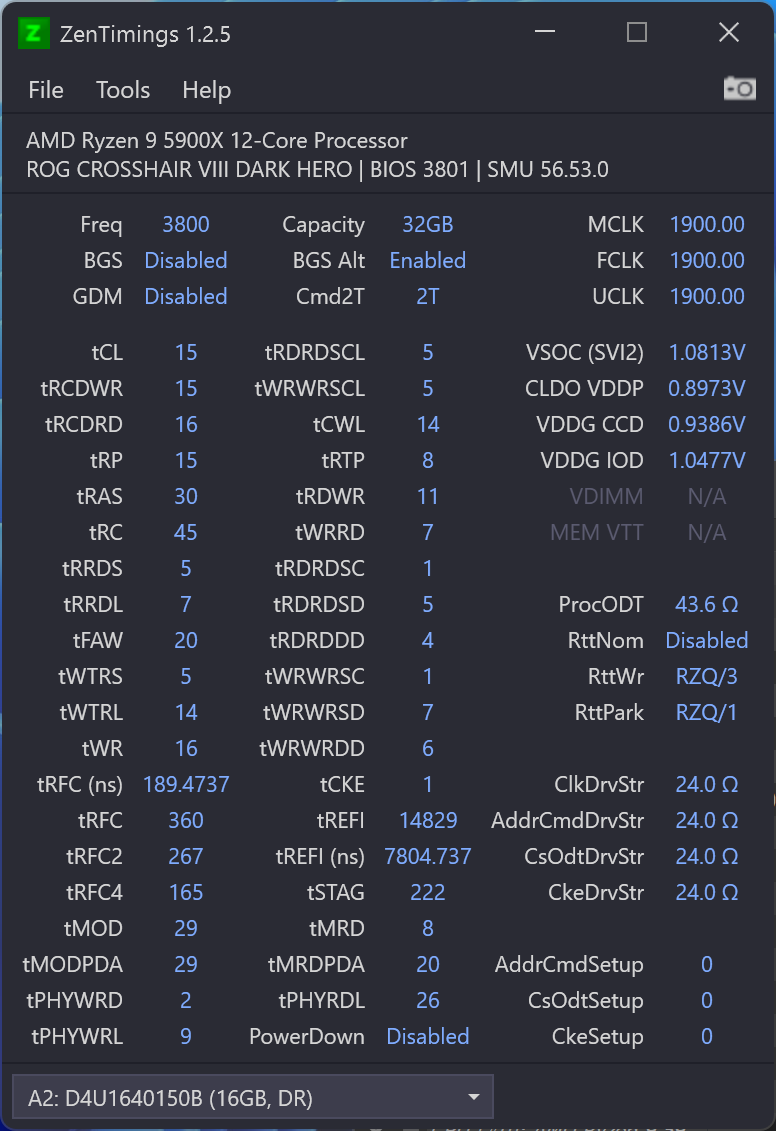 ZenTimings 1.2.5
File Tools Help
AMD Ryzen 9 5900X 12-Core Processor
ROG CROSSHAIR VIII DARK HERO | BIOS 3801 | SMU 56.53.0
Freq 3800 Capacity 32GB MCLK 1900.00
BGS Disabled BGS Alt Enabled FCLK 1900.00
GDM Disabled Cmd2T 2T UCLK 1900.00
tCL 15 tRDRDSCL 5 VSOC (SVI2) 1.0813V
tRCDWR 15 tWRWRSCL 5 CLDO VDDP 0.8973V
tRCDRD 16 tCWL 14 VDDG CCD 0.9386V
tRP 15 tRTP 8 VDDG IOD 1.0477V
tRAS 30 tRDWR 11 VDIMM N/A
tRC 45 tWRRD 7 MEM VTT N/A
tRRDS 5 tRDRDSC 1
tRRDL 7 tRDRDSD 5 ProcODT 43.6 Ω
tFAW 20 tRDRDDD 4 RttNom Disabled
tWTRS 5 tWRWRSC 1 RttWr RZQ/3
tWTRL 14 tWRWRSD 7 RttPark RZQ/1
tWR 16 tWRWRDD 6
tRFC (ns) 189.4737 tCKE 1 ClkDrvStr 24.0 Ω
tRFC 360 tREFI 14829 AddrCmdDrvStr 24.0 Ω
tRFC2 267 tREFI (ns) 7804.737 CsOdtDrvStr 24.0 Ω
tRFC4 165 tSTAG 222 CkeDrvStr 24.0 Ω
tMOD 29 tMRD 8
tMODPDA 29 tMRDPDA 20 AddrCmdSetup 0
tPHYWRD 2 tPHYRDL 26 CsOdtSetup 0
tPHYWRL 9 PowerDown Disabled CkeSetup 0
A2: D4U1640150B (16GB, DR)